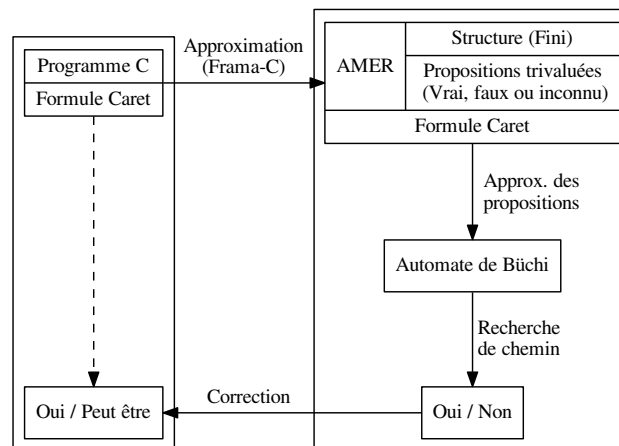 Programme C
Formule Caret
Approximation
(Frama-C)
AMER
Structure (Fini)
Propositions trivaluées
(Vrai, faux ou inconnu)
Formule Caret
Approx. des
propositions
Automate de Büchi
Recherche
de chemin
Oui / Peut être
Correction
Oui / Non